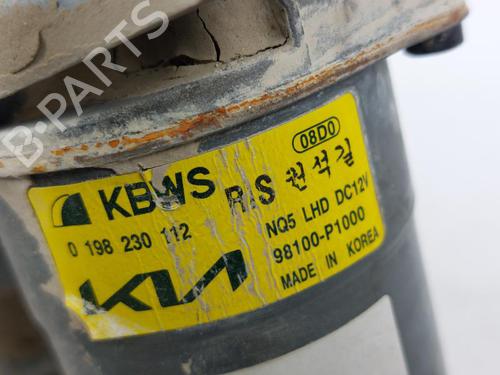 B-PARTS
08D0
KBWS R/S 권석길
0 198 230 112
NQ5 LHD DC12V
98100-P1000
KIA
MADE IN KOREA